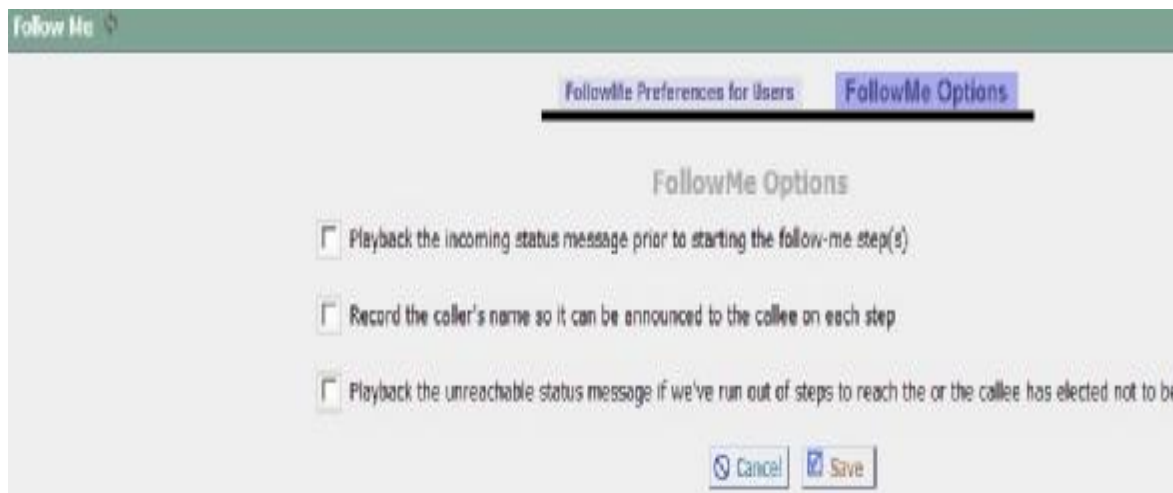 Follow Me
FollowMe Preferences for Users
FollowMe Options
FollowMe Options
Playback the incoming status message prior to starting the follow-me step(s)
Record the caller's name so it can be announced to the callee on each step
Playback the unreachable status message if we've run out of steps to reach the or the callee has elected not to be
Cancel
Save